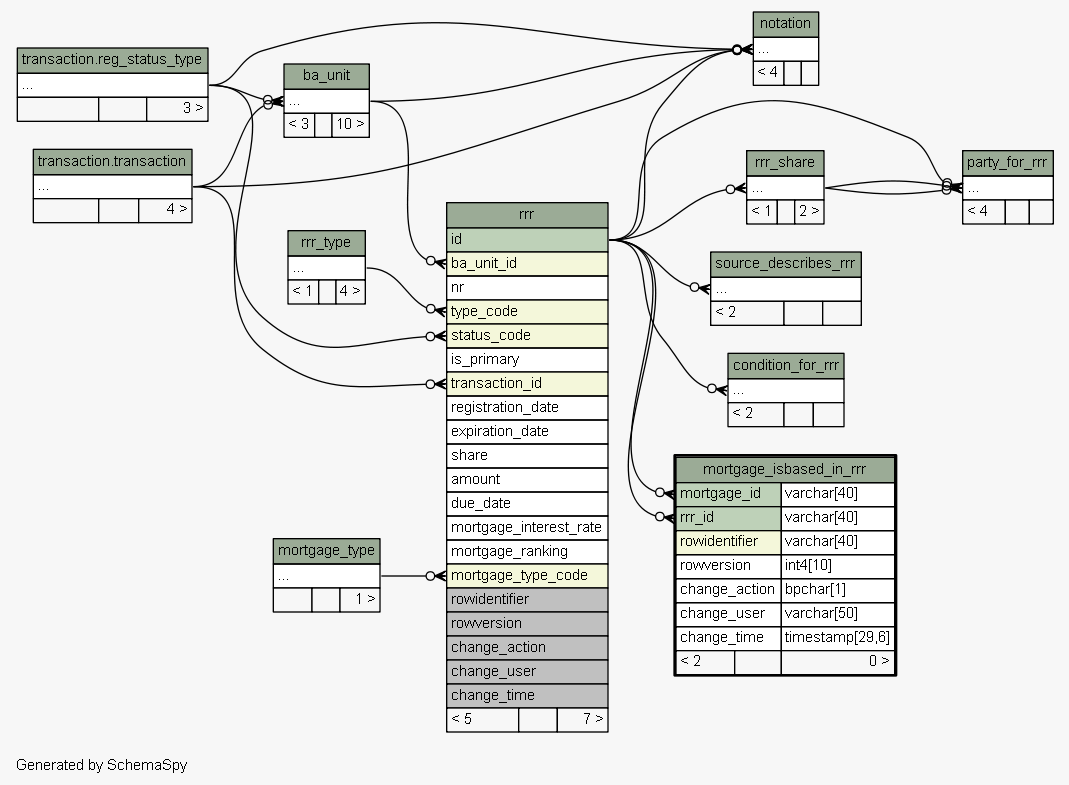 transaction.reg_status_type
...
3 >
ba_unit
...
< 3 10 >
notation
...
< 4
transaction.transaction
...
4 >
rrr_share
...
< 1 2 >
party_for_rrr
...
< 4
rrr_type
...
< 1 4 >
source_describes_rrr
...
< 2
condition_for_rrr
...
< 2
rrr
id
ba_unit_id
nr
type_code
status_code
is_primary
transaction_id
registration_date
expiration_date
share
amount
due_date
mortgage_interest_rate
mortgage_ranking
mortgage_type_code
rowidentifier
rowversion
change_action
change_user
change_time
< 5 7 >
mortgage_isbased_in_rrr
mortgage_id varchar[40]
rrr_id varchar[40]
rowidentifier varchar[40]
rowversion int4[10]
change_action bpchar[1]
change_user varchar[50]
change_time timestamp[29,6]
< 2 0 >
mortgage_type
...
1 >
Generated by SchemaSpy